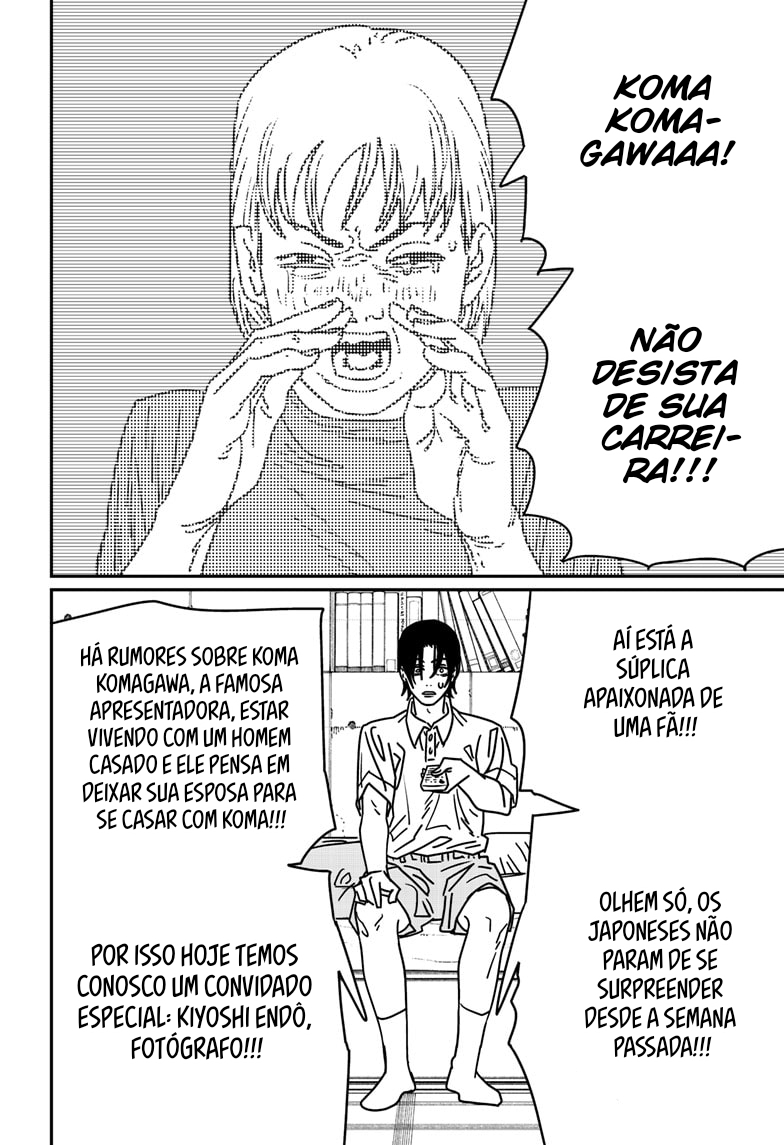 KOMA
KOMA-
GAWAAA!
NÃO
DESISTA
DE SUA
CARREI-
RA!!!
AÍ ESTÁ A
SÚPLICA
APAIXONADA DE
UMA FÃ!!!
OLHEM SÓ, OS
JAPONESES NÃO
PARAM DE SE
SURPREENDER
DESDE A SEMANA
PASSADA!!!
HÁ RUMORES SOBRE KOMA
KOMAGAWA, A FAMOSA
APRESENTADORA, ESTAR
VIVENDO COM UM HOMEM
CASADO E ELE PENSA EM
DEIXAR SUA ESPOSA PARA
SE CASAR COM KOMA!!!
POR ISSO HOJE TEMOS
CONOSCO UM CONVIDADO
ESPECIAL: KIYOSHI ENDÔ,
FOTÓGRAFO!!!